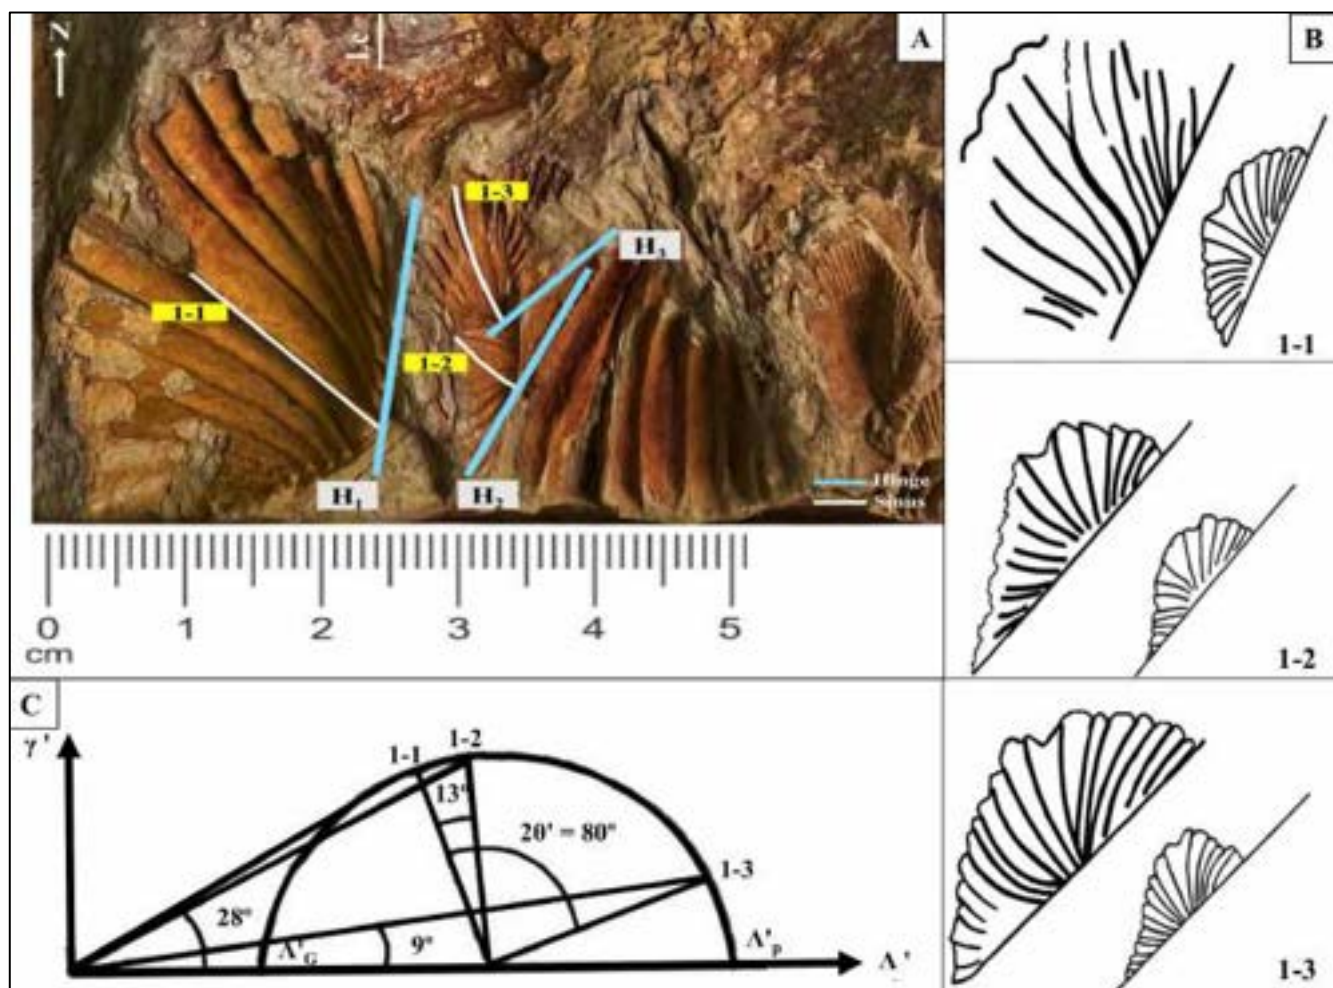 N
A
1-3
H3
1-1
1-2
H1
H2
Hinge
Sinus
0 1 2 3 4 5
cm
B
1-1
1-2
1-3
C
γ'
1-1
1-2
13°
2θ' = 80°
1-3
28°
Λ'G
9°
Λ'P
Λ'